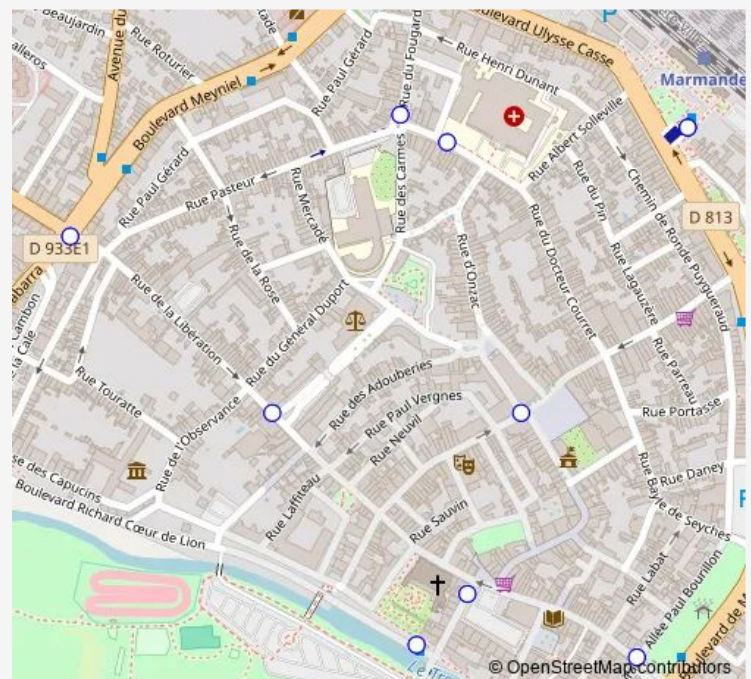 Beaujardin
Avenue du
Boulevard Ulysse Casse
Rue Roturier
Rue Paul Gérard
Rue du Fougard
Rue Henri Dunant
Marmande
Boulevard Meyniel
Rue Albert Solleville
Rue Paul Gérard
Rue Pasteur
Rue Mercadé
Rue des Carmes
Rue du Pin
Chemin de Ronde Puygueraud
D 813
D 933E1
Rue de la Rose
Rue d'Onzac
Rue du Docteur Courret
Rue Lagauzère
Rue de la Libération
Rue du Général Duport
Rue Parreau
Rue des Adouberies
Rue Touratte
Rue de l'Observance
Rue Paul Vergnes
Rue Neuvil
Rue Portasse
Rue Daney
se des Capucins
Boulevard Richard Cœur de Lion
Rue Laffiteau
Rue Sauvin
Rue Bayle de Seyches
Rue Labat
Allée Paul Bourillon
Boulevard de M
© OpenStreetMap contributors